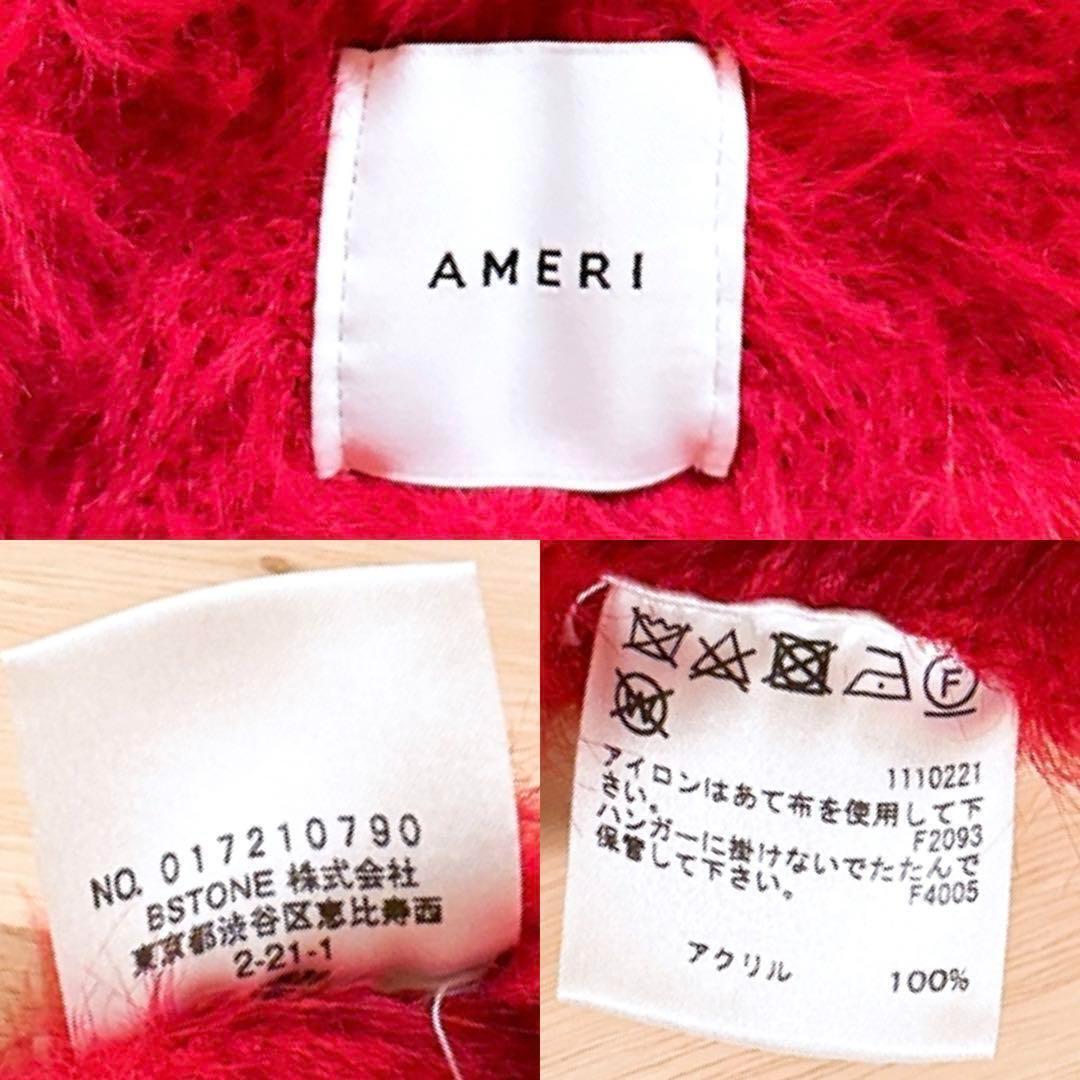 AMERI
NO. 017210790
BSTONE 株式会社
東京都渋谷区恵比寿西
2-21-1
F
W
1110221
アイロンはあて布を使用して下
さい。
F2093
ハンガーに掛けないでたたんで
保管して下さい。
F4005
アクリル 100%